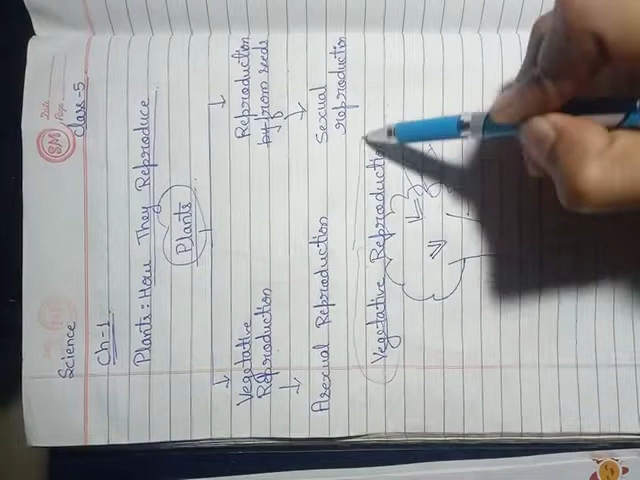 SM
Date
Page
Science
Class-5
Ch-1
Plants: How They Reproduce
Plants
Vegetative Reproduction
Reproduction from seeds
Asexual Reproduction
Sexual reproduction
Vegetative Reproduction